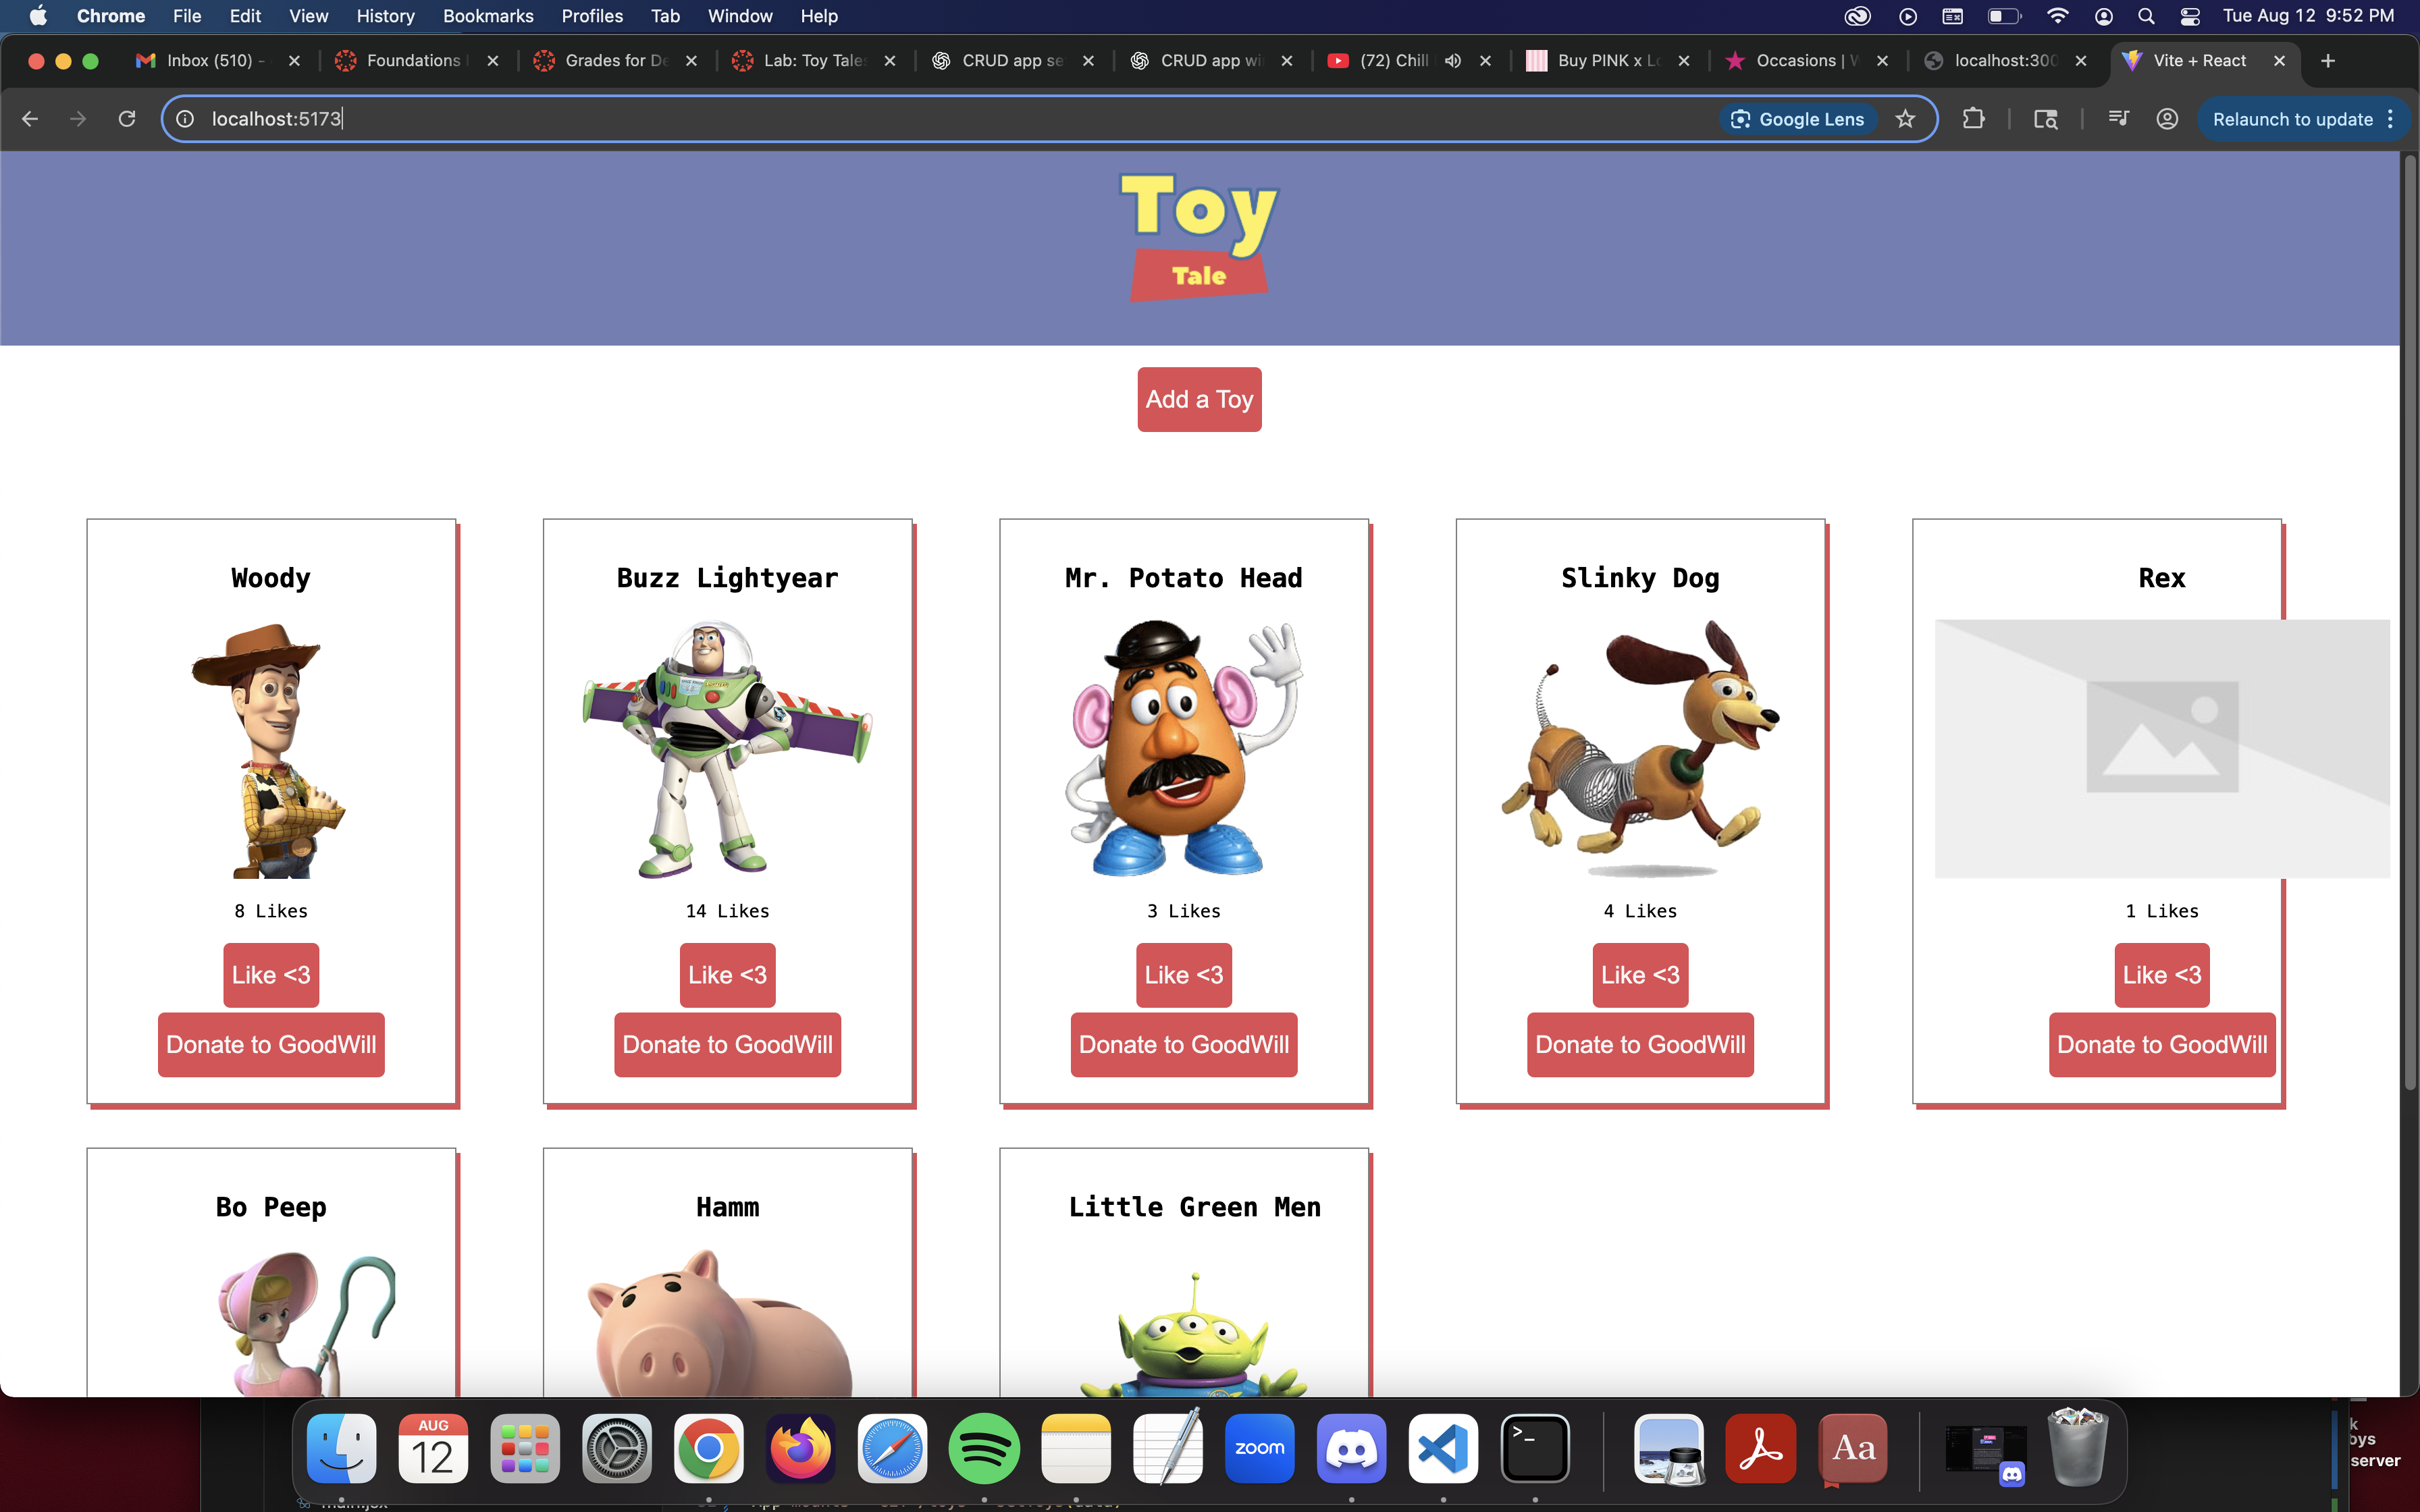 Chrome File Edit View History Bookmarks Profiles Tab Window Help Tue Aug 12 9:52 PM
Inbox (510) - Foundations Grades for De Lab: Toy Tale CRUD app se CRUD app wi (72) Chill Buy PINK x Lo Occasions | localhost:300 Vite + React
localhost:5173 Google Lens Relaunch to update
Toy
Tale
Add a Toy
Woody Buzz Lightyear Mr. Potato Head Slinky Dog Rex
8 Likes 14 Likes 3 Likes 4 Likes 1 Likes
Like <3 Like <3 Like <3 Like <3 Like <3
Donate to GoodWill Donate to GoodWill Donate to GoodWill Donate to GoodWill Donate to GoodWill
Bo Peep Hamm Little Green Men
AUG
12
zoom
Aa
oys
server